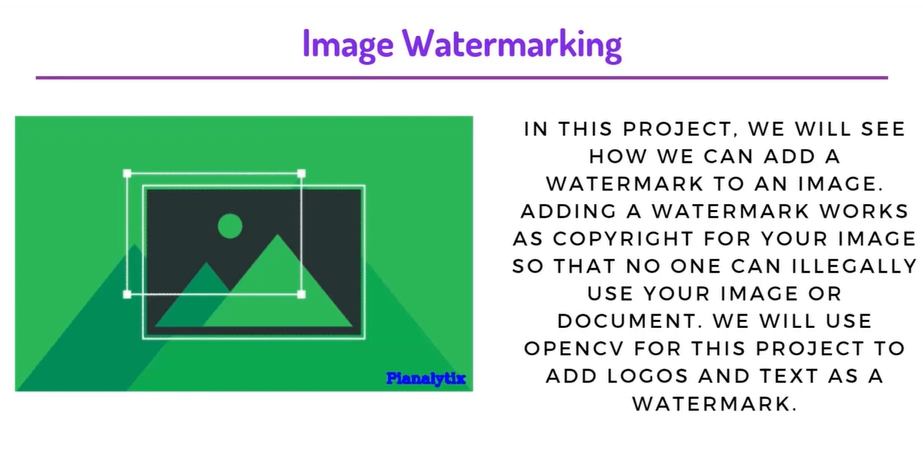 Image Watermarking
IN THIS PROJECT, WE WILL SEE
HOW WE CAN ADD A
WATERMARK TO AN IMAGE.
ADDING A WATERMARK WORKS
AS COPYRIGHT FOR YOUR IMAGE
SO THAT NO ONE CAN ILLEGALLY
USE YOUR IMAGE OR
DOCUMENT. WE WILL USE
OPENCV FOR THIS PROJECT TO
ADD LOGOS AND TEXT AS A
WATERMARK.
Pianalytix